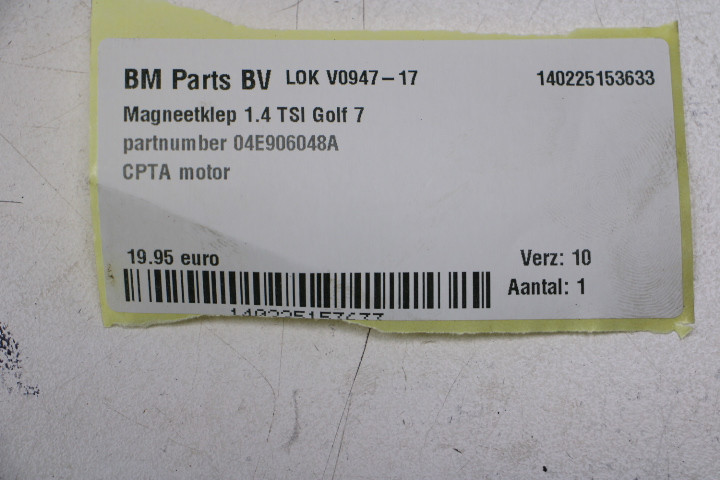 BM Parts BV LOK V0947-17 140225153633
Magneetklep 1.4 TSI Golf 7
partnumber 04E906048A
CPTA motor
19.95 euro Verz: 10
Aantal: 1
140225153633